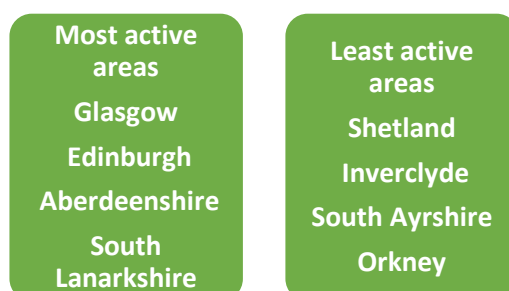 Most active
areas
Glasgow
Edinburgh
Aberdeenshire
South
Lanarkshire
Least active
areas
Shetland
Inverclyde
South Ayrshire
Orkney